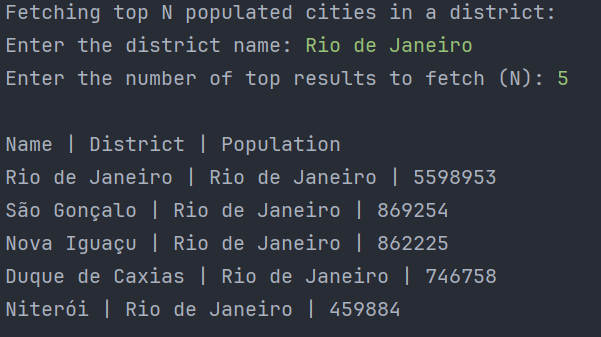 Fetching top N populated cities in a district:
Enter the district name: Rio de Janeiro
Enter the number of top results to fetch (N): 5
Name | District | Population
Rio de Janeiro | Rio de Janeiro | 5598953
São Gonçalo | Rio de Janeiro | 869254
Nova Iguaçu | Rio de Janeiro | 862225
Duque de Caxias | Rio de Janeiro | 746758
Niterói | Rio de Janeiro | 459884